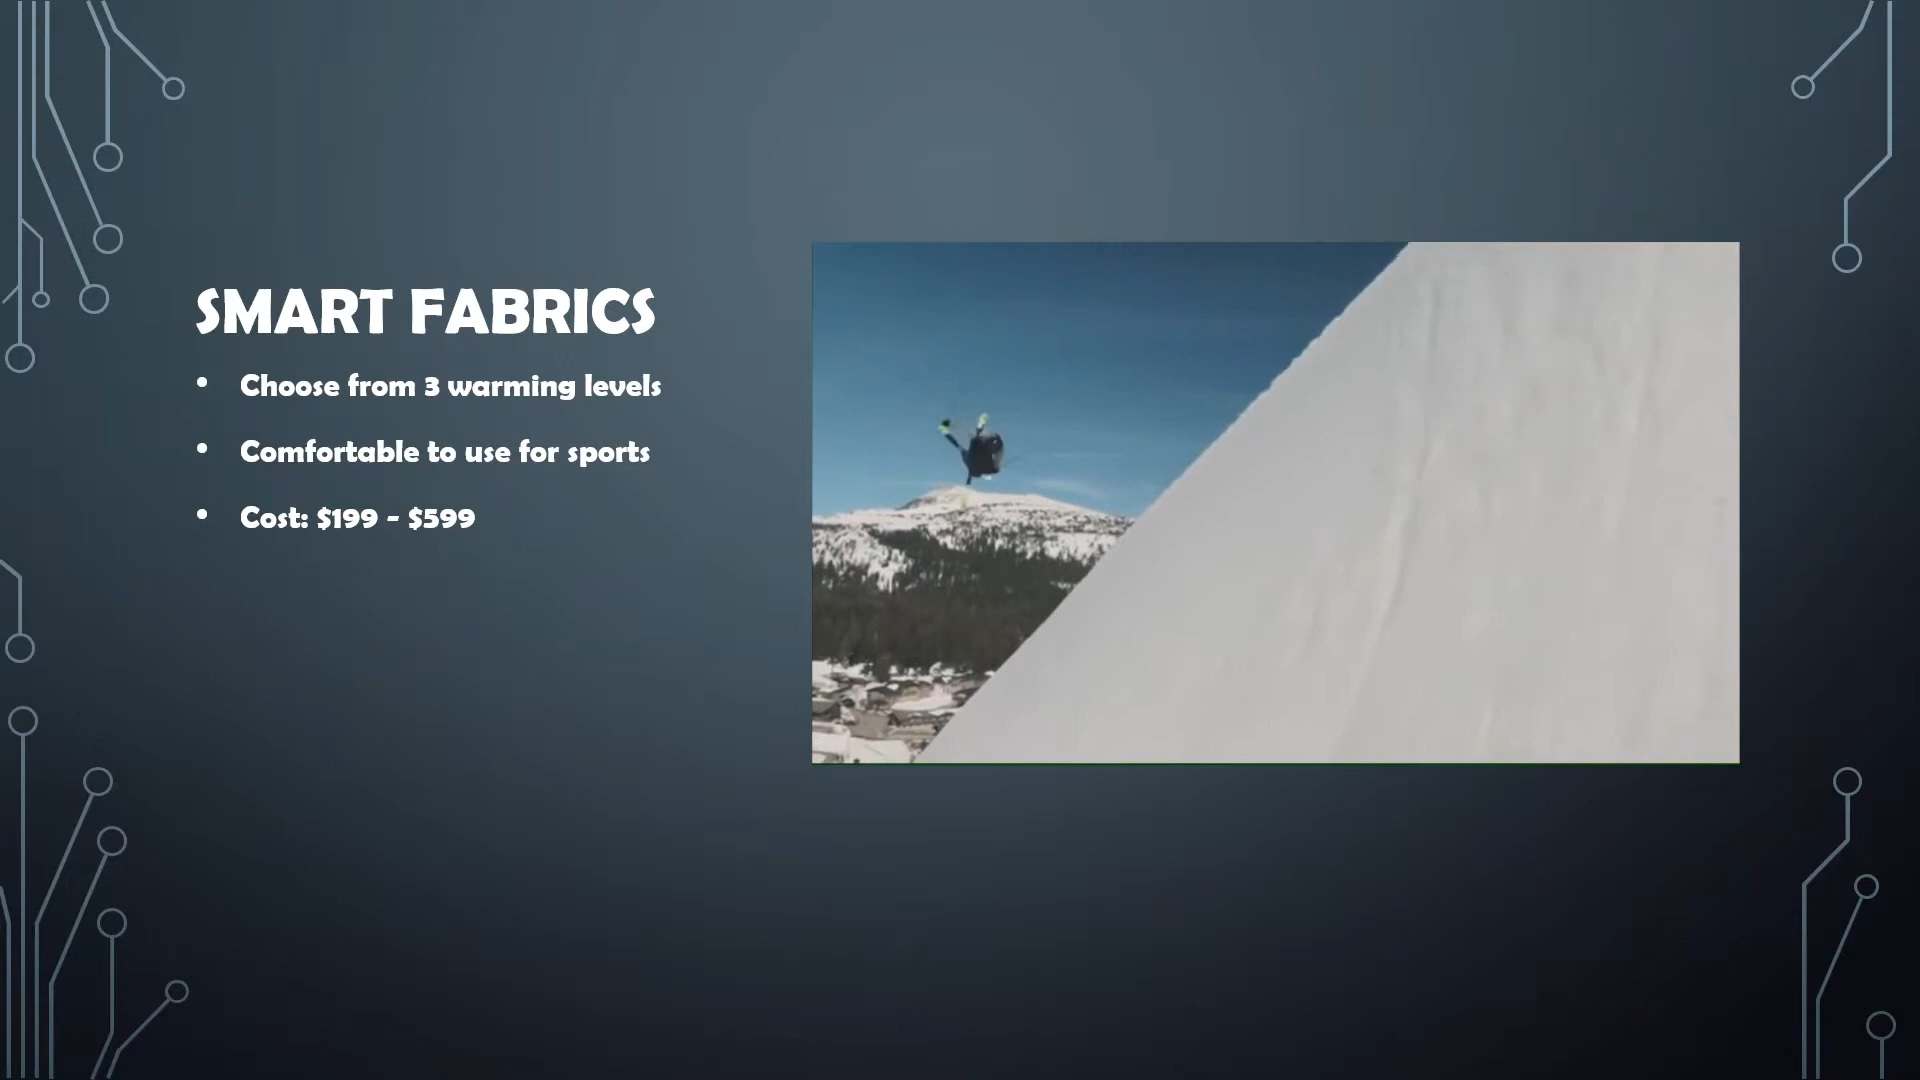 SMART FABRICS
• Choose from 3 warming levels
• Comfortable to use for sports
• Cost: $199 - $599